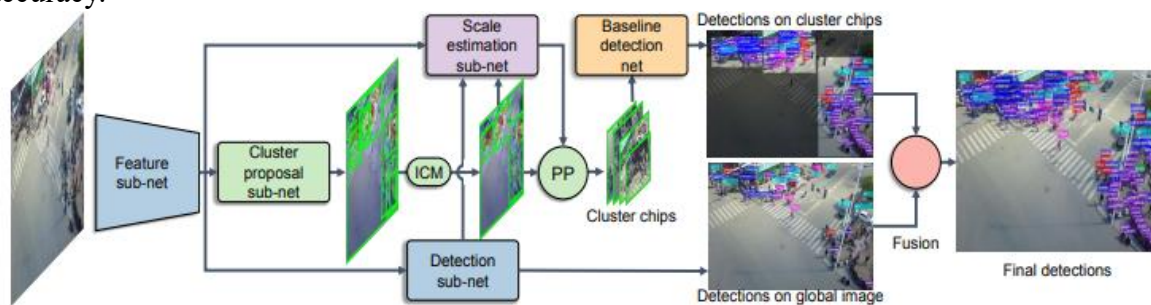 accuracy.
Scale
estimation
sub-net
Baseline
detection
net
Detections on cluster chips
Feature
sub-net
Cluster
proposal
sub-net
ICM
PP
Cluster chips
Fusion
Detection
sub-net
Detections on global image
Final detections